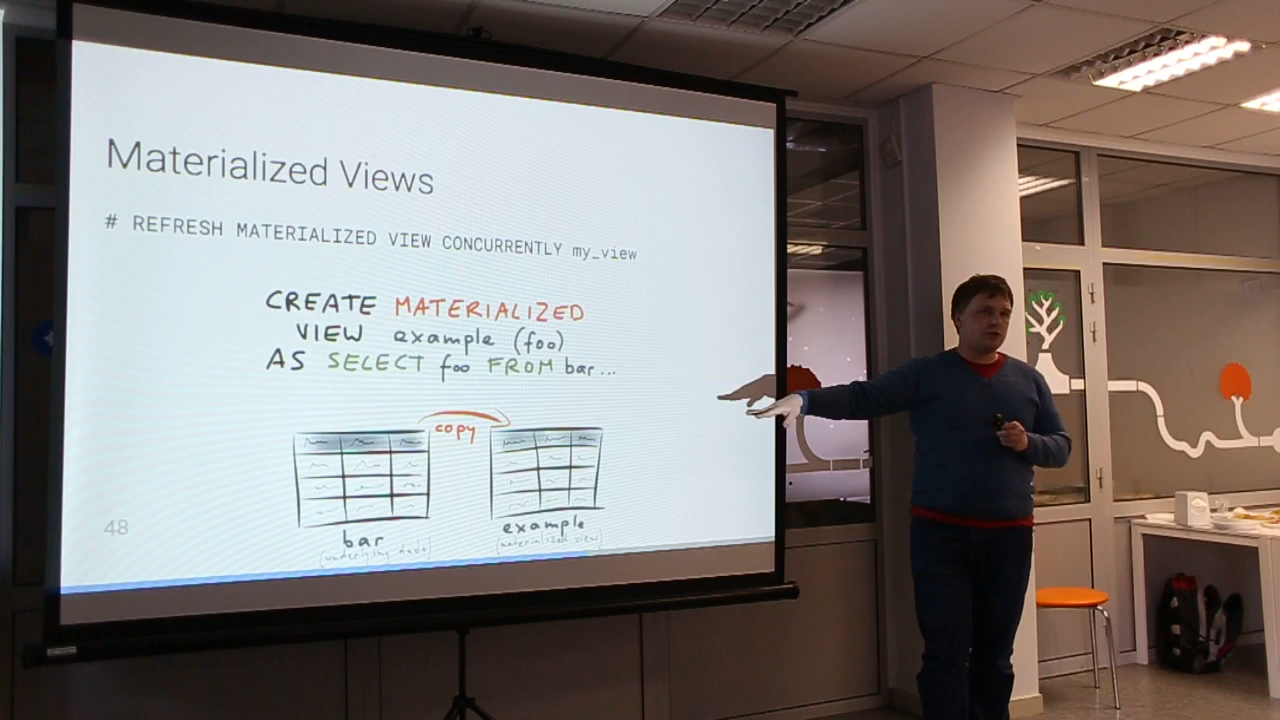 Materialized Views
# REFRESH MATERIALIZED VIEW CONCURRENTLY my_view
CREATE MATERIALIZED
VIEW example (foo)
AS SELECT foo FROM bar...
copy
bar
(underlying data)
example
(materialized view)
48